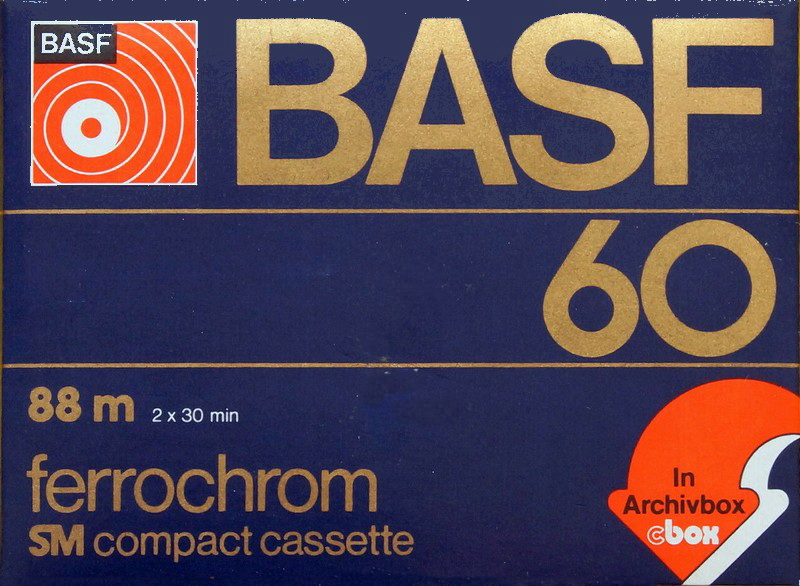 BASF
BASF
60
88 m 2 x 30 min
ferrochrom
SM compact cassette
In
Archivbox
cbox